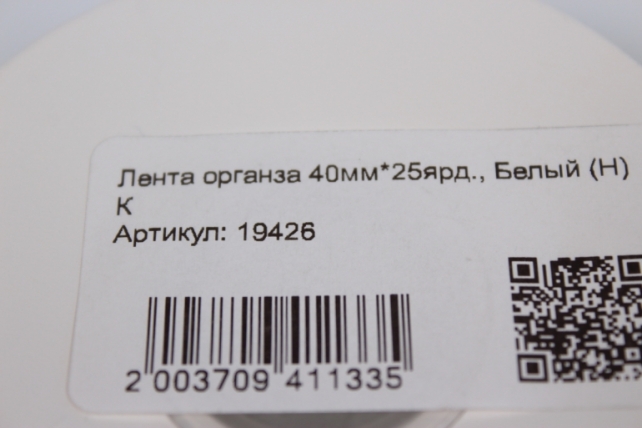 Лента органза 40мм*25ярд., Белый (Н)
К
Артикул: 19426
2 003709 411335